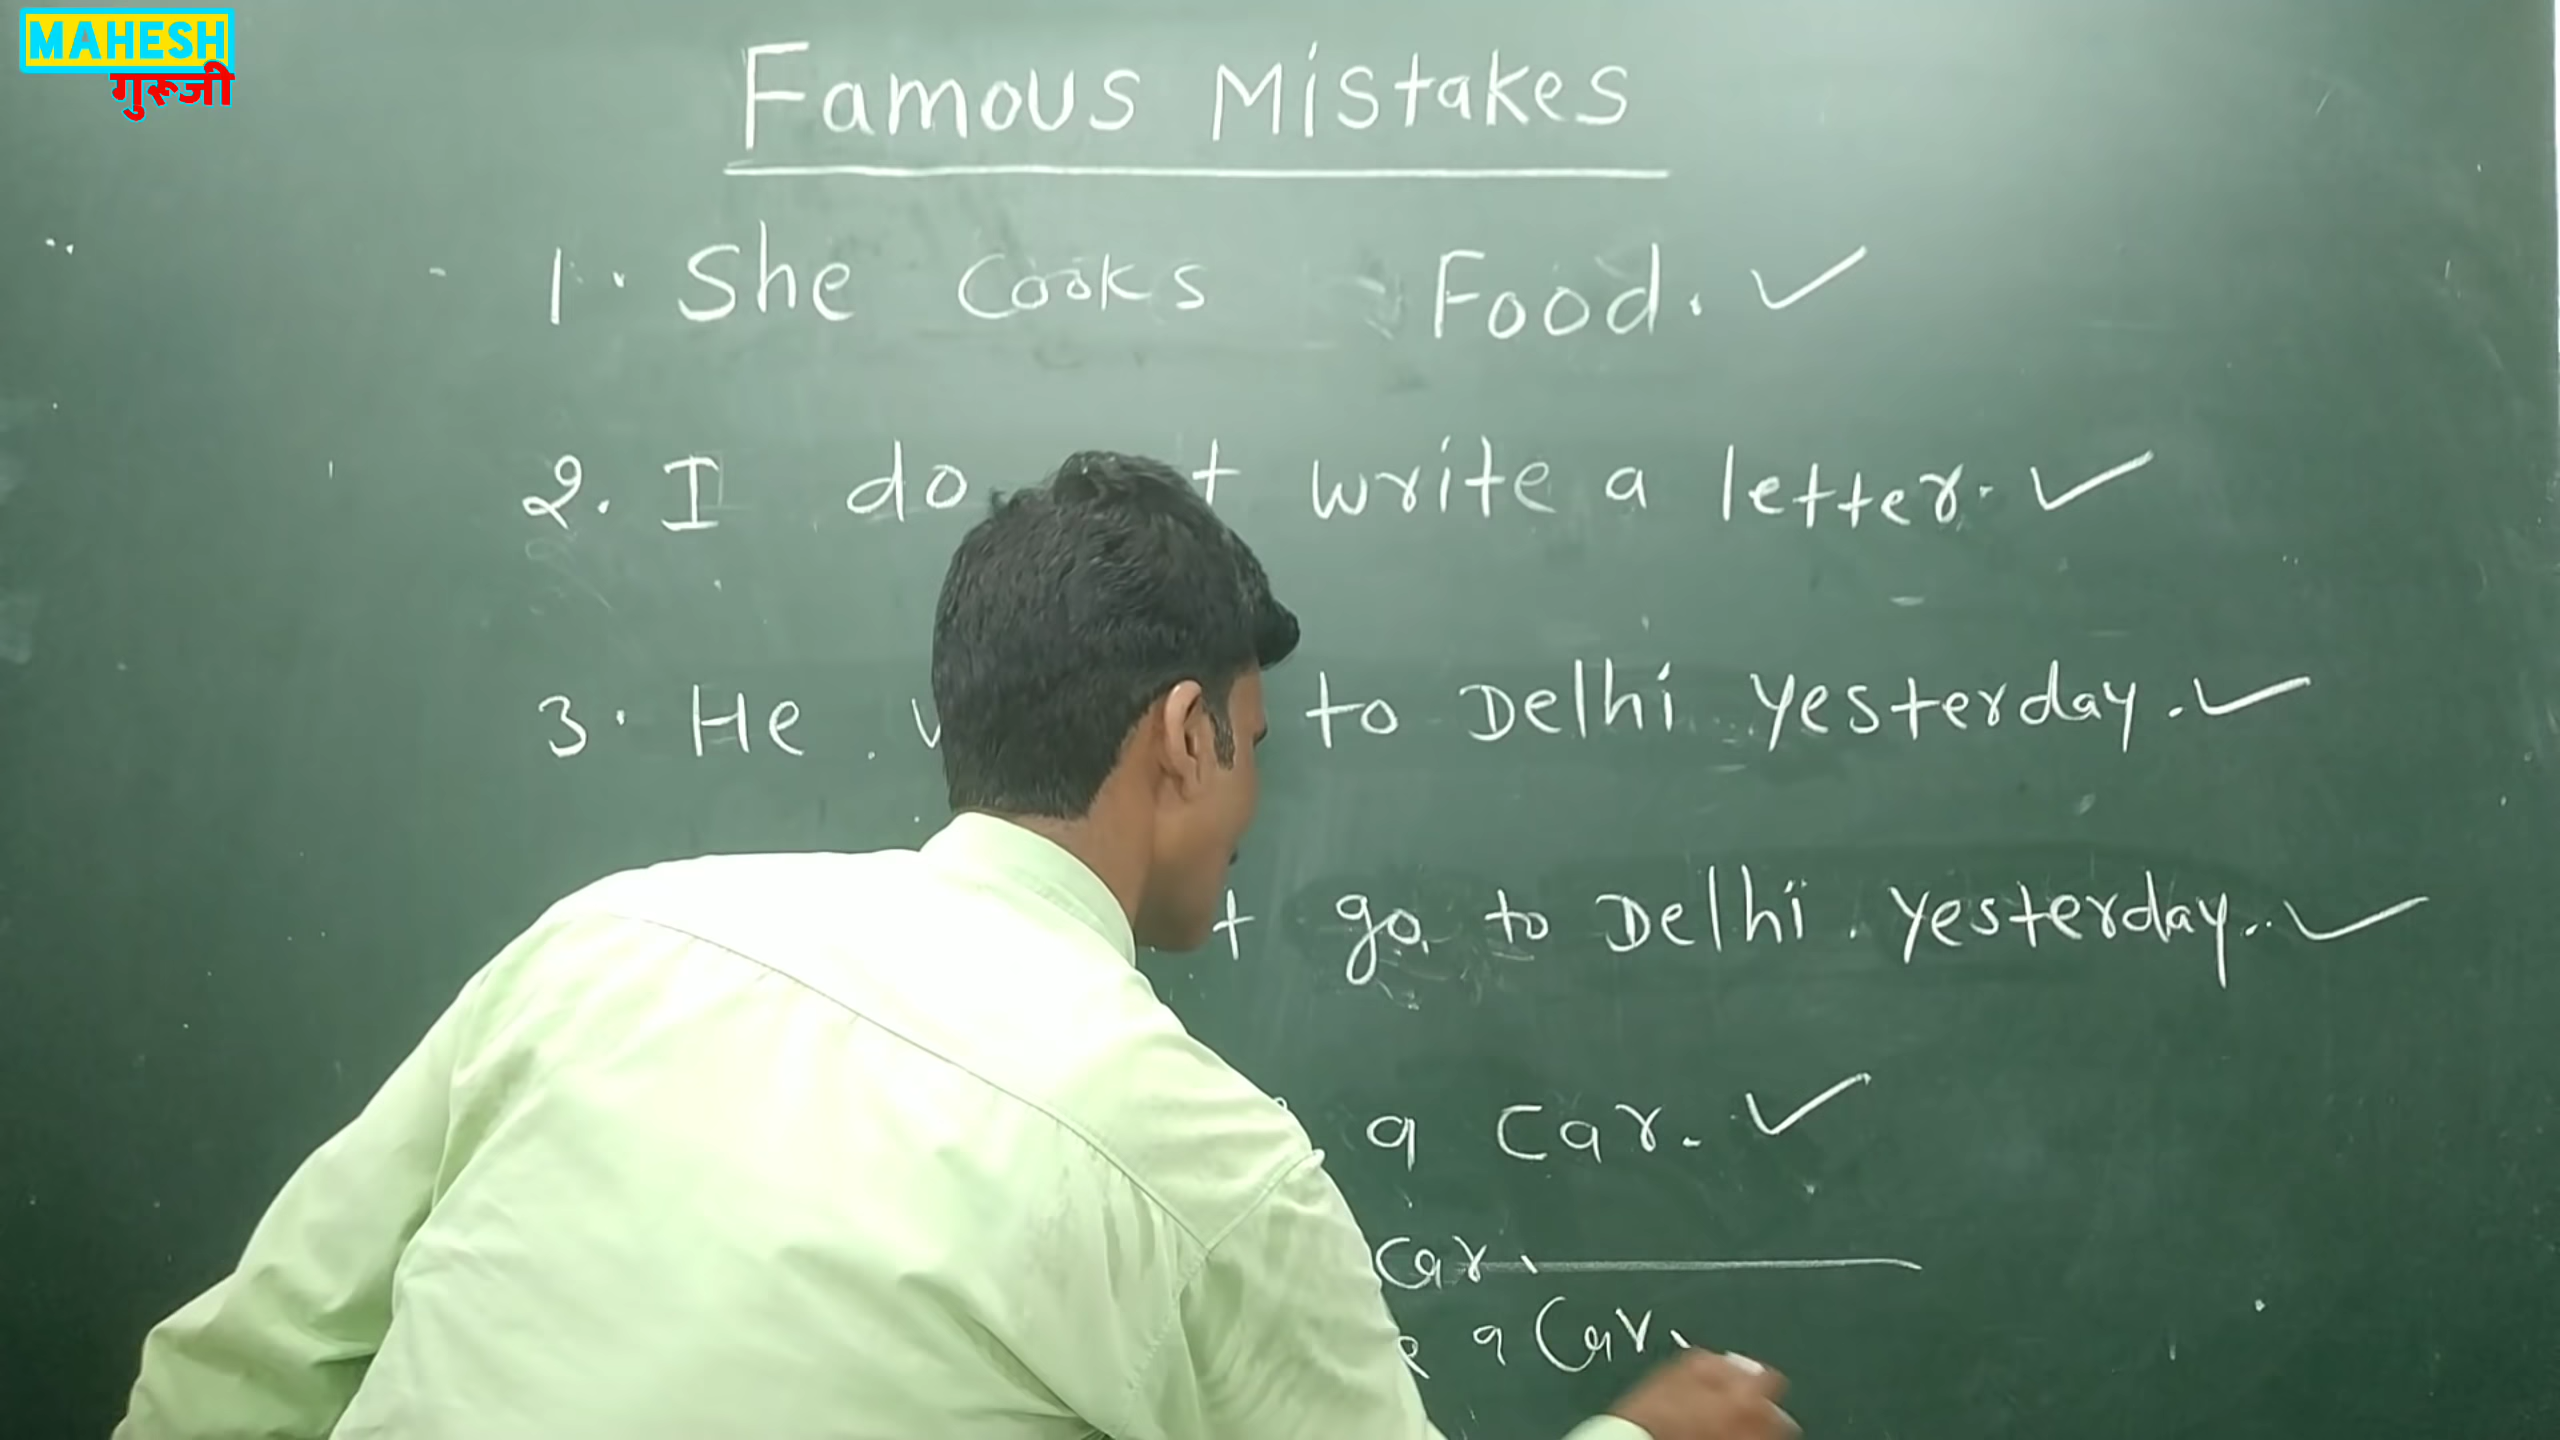 MAHESH
गुरूजी
Famous Mistakes
1. She Cooks Food.
2. I do write a letter.
3. He to Delhi yesterday.
go to Delhi yesterday.
a Car.
Car.
a Car.